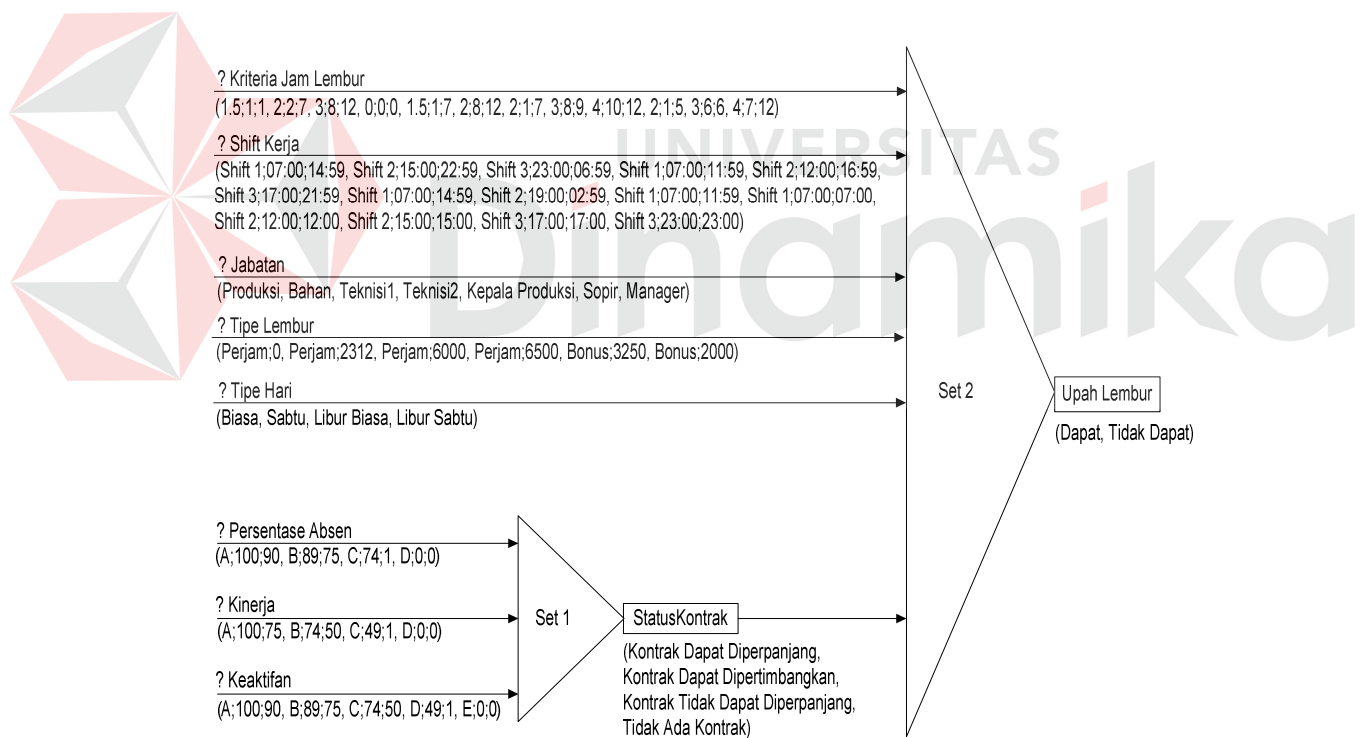 ? Kriteria Jam Lembur
(1.5;1;1, 2;2;7, 3;8;12, 0;0;0, 1.5;1;7, 2;8;12, 2;1;7, 3;8;9, 4;10;12, 2;1;5, 3;6;6, 4;7;12)
? Shift Kerja
(Shift 1;07:00;14:59, Shift 2;15:00;22:59, Shift 3;23:00;06:59, Shift 1;07:00;11:59, Shift 2;12:00;16:59,
Shift 3;17:00;21:59, Shift 1;07:00;14:59, Shift 2;19:00;02:59, Shift 1;07:00;11:59, Shift 1;07:00;07:00,
Shift 2;12:00;12:00, Shift 2;15:00;15:00, Shift 3;17:00;17:00, Shift 3;23:00;23:00)
? Jabatan
(Produksi, Bahan, Teknisi1, Teknisi2, Kepala Produksi, Sopir, Manager)
? Tipe Lembur
(Perjam;0, Perjam;2312, Perjam;6000, Perjam;6500, Bonus;3250, Bonus;2000)
? Tipe Hari
(Biasa, Sabtu, Libur Biasa, Libur Sabtu)
Set 2
Upah Lembur
(Dapat, Tidak Dapat)
? Persentase Absen
(A;100;90, B;89;75, C;74;1, D;0;0)
? Kinerja
(A;100;75, B;74;50, C;49;1, D;0;0)
? Keaktifan
(A;100;90, B;89;75, C;74;50, D;49;1, E;0;0)
Set 1
StatusKontrak
(Kontrak Dapat Diperpanjang,
Kontrak Dapat Dipertimbangkan,
Kontrak Tidak Dapat Diperpanjang,
Tidak Ada Kontrak)
UNIVERSITAS
Dinamika